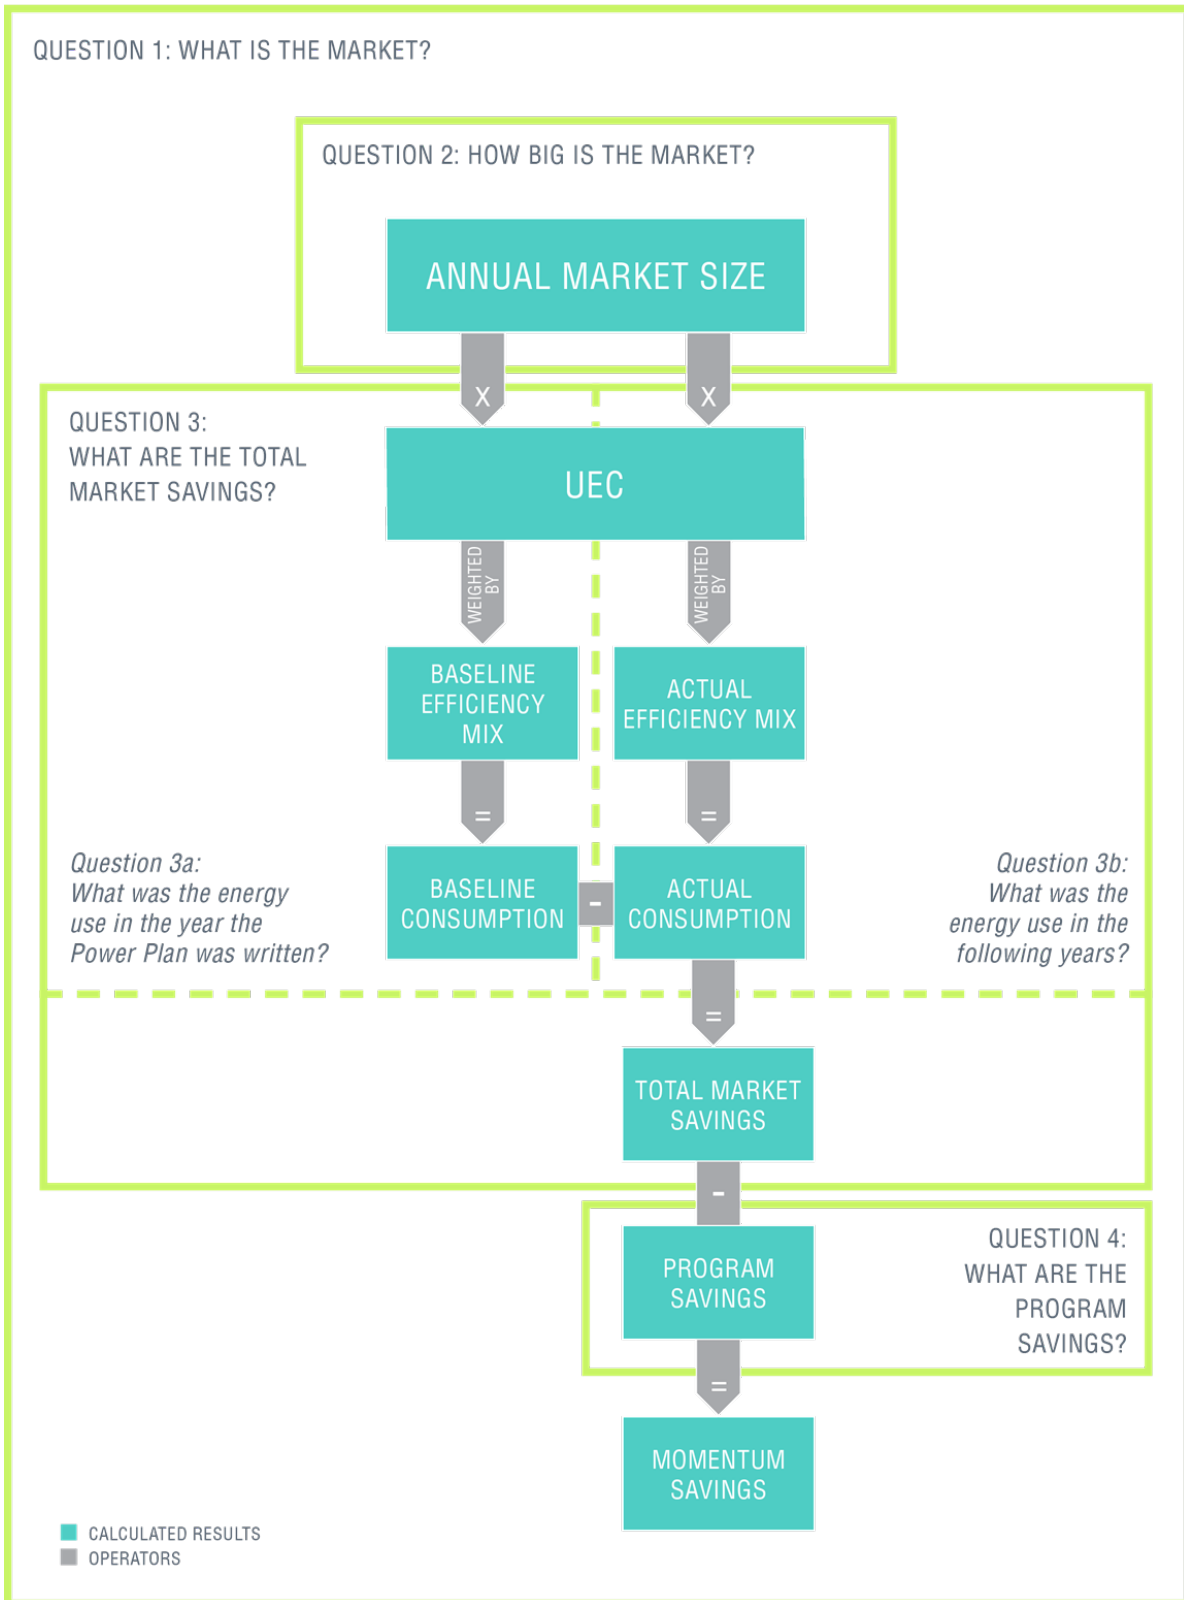 QUESTION 1: WHAT IS THE MARKET?
QUESTION 2: HOW BIG IS THE MARKET?
ANNUAL MARKET SIZE
X
X
QUESTION 3:
WHAT ARE THE TOTAL
MARKET SAVINGS?
UEC
WEIGHTED
BY
WEIGHTED
BY
BASELINE
EFFICIENCY
MIX
ACTUAL
EFFICIENCY MIX
=
=
Question 3a:
What was the energy
use in the year the
Power Plan was written?
BASELINE
CONSUMPTION
-
ACTUAL
CONSUMPTION
Question 3b:
What was the
energy use in the
following years?
=
TOTAL MARKET
SAVINGS
-
PROGRAM
SAVINGS
QUESTION 4:
WHAT ARE THE
PROGRAM
SAVINGS?
=
MOMENTUM
SAVINGS
CALCULATED RESULTS
OPERATORS